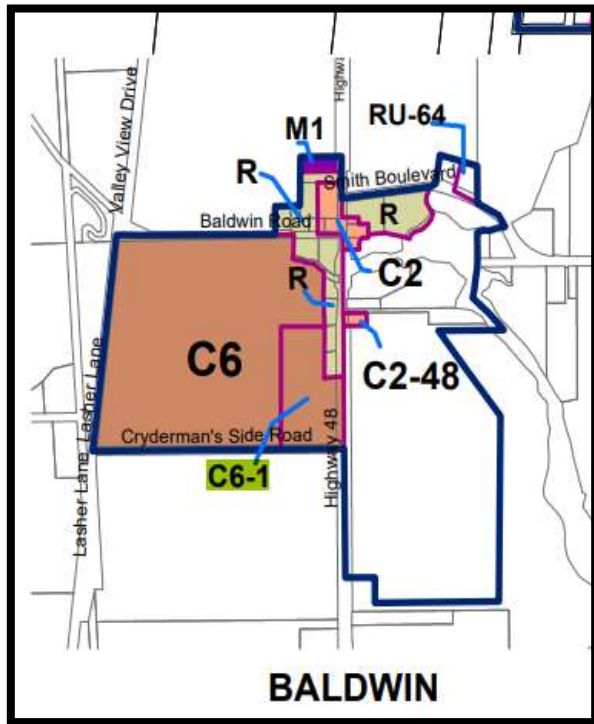 Highwa
Valley View Drive
M1
RU-64
Smith Boulevard
R
R
Baldwin Road
C2
R
C6
C2-48
Lasher Lane
Lasher Lane
Cryderman's Side Road
Highway 48
C6-1
BALDWIN